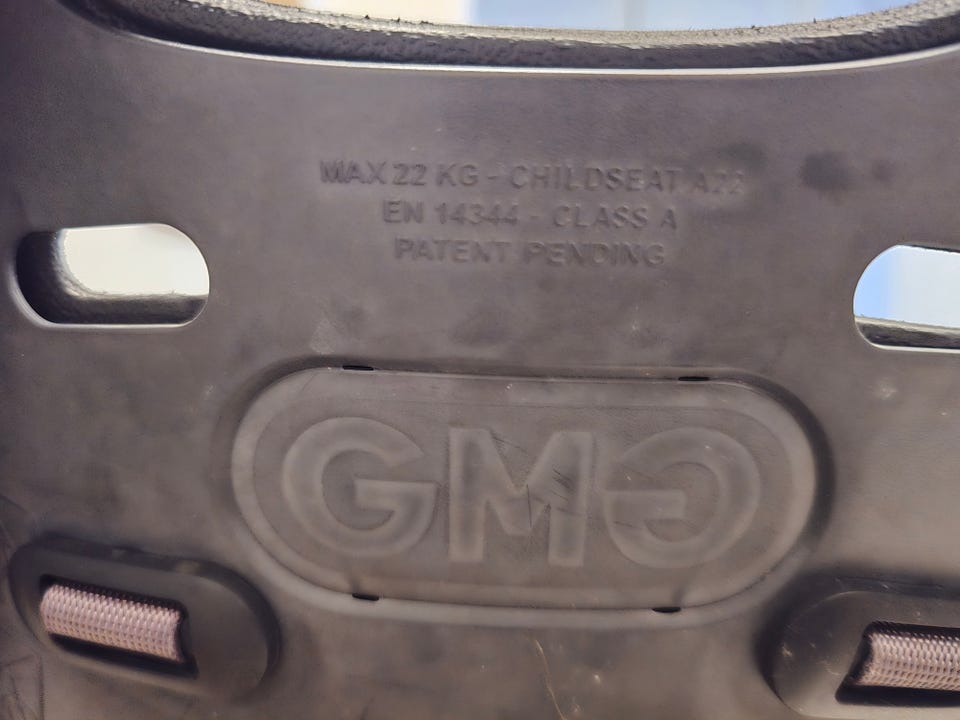 MAX 22 KG - CHILDSEAT A22
EN 14344 - CLASS A
PATENT PENDING
GMG